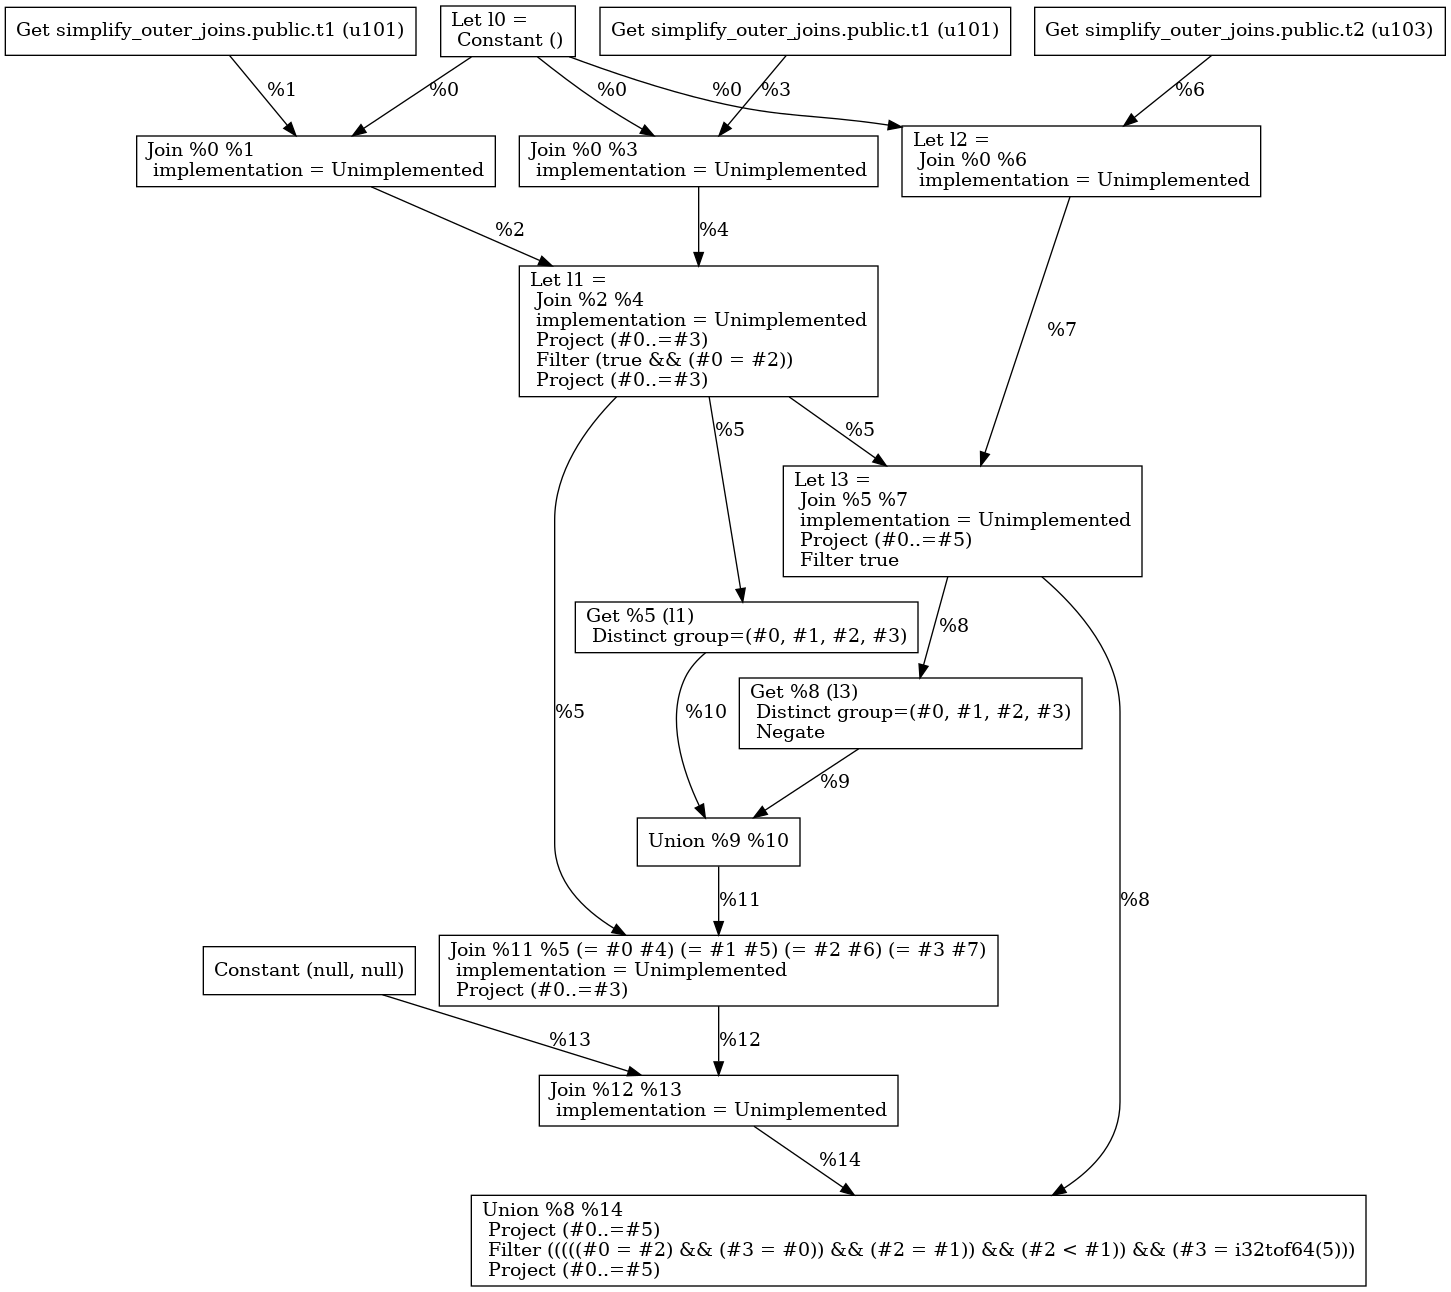 Get simplify_outer_joins.public.t1 (u101)
Let l0 =
Constant ()
Get simplify_outer_joins.public.t1 (u101)
Get simplify_outer_joins.public.t2 (u103)
%1
%0
%0
%0
%3
%6
Join %0 %1
implementation = Unimplemented
Join %0 %3
implementation = Unimplemented
Let l2 =
Join %0 %6
implementation = Unimplemented
%2
%4
Let l1 =
Join %2 %4
implementation = Unimplemented
Project (#0..=#3)
Filter (true && (#0 = #2))
Project (#0..=#3)
%7
%5
%5
Let l3 =
Join %5 %7
implementation = Unimplemented
Project (#0..=#5)
Filter true
Get %5 (l1)
Distinct group=(#0, #1, #2, #3)
%8
Get %8 (l3)
Distinct group=(#0, #1, #2, #3)
Negate
%5
%10
%9
Union %9 %10
%11
%8
Join %11 %5 (= #0 #4) (= #1 #5) (= #2 #6) (= #3 #7)
implementation = Unimplemented
Project (#0..=#3)
Constant (null, null)
%13
%12
Join %12 %13
implementation = Unimplemented
%14
Union %8 %14
Project (#0..=#5)
Filter (((((#0 = #2) && (#3 = #0)) && (#2 = #1)) && (#2 < #1)) && (#3 = i32tof64(5)))
Project (#0..=#5)